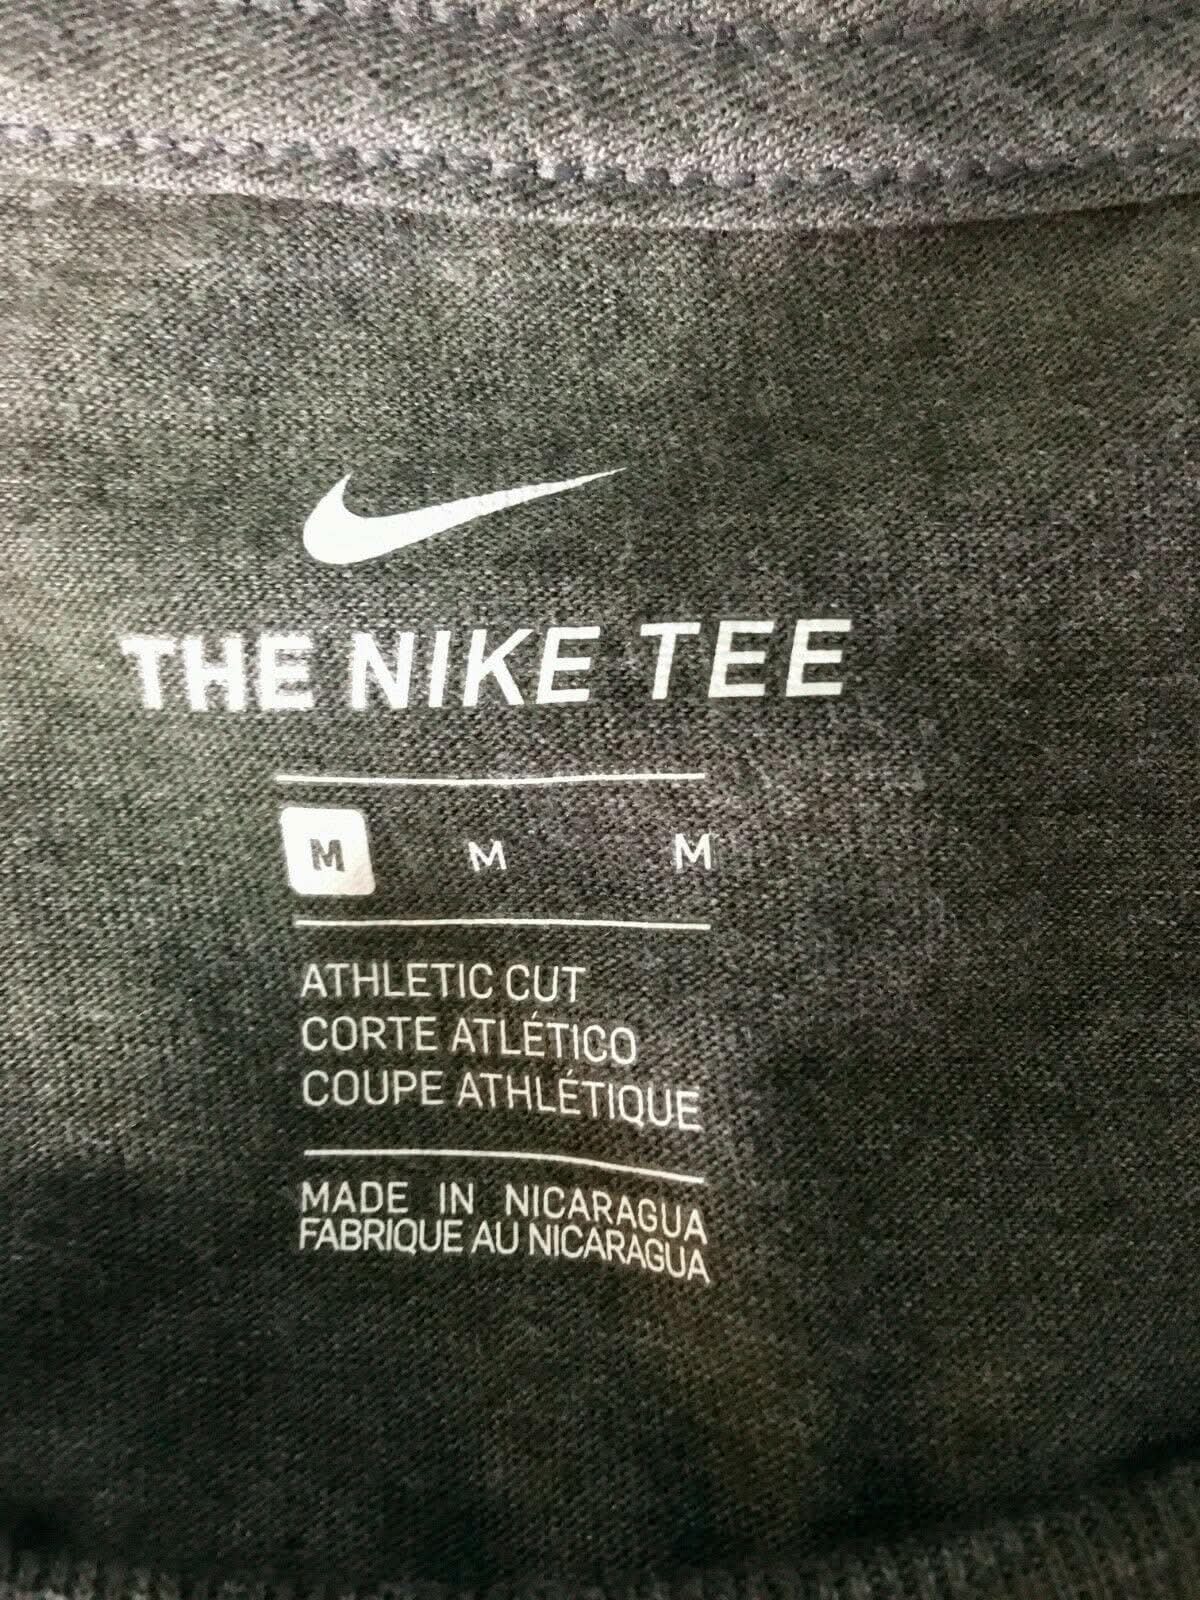 THE NIKE TEE
M M M
ATHLETIC CUT
CORTE ATLÉTICO
COUPE ATHLÉTIQUE
MADE IN NICARAGUA
FABRIQUE AU NICARAGUA